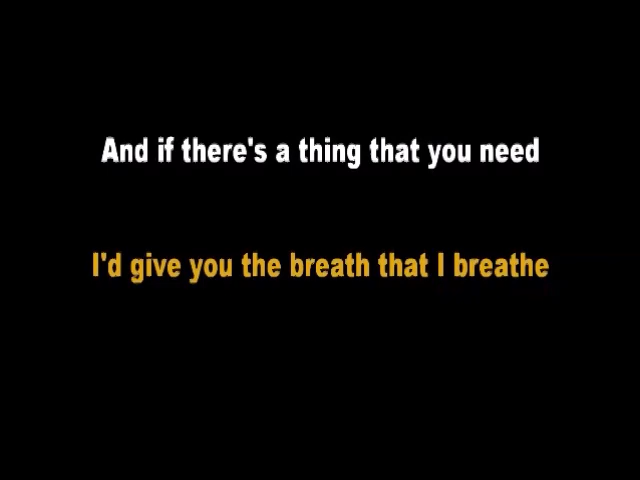 And if there's a thing that you need
I'd give you the breath that I breathe